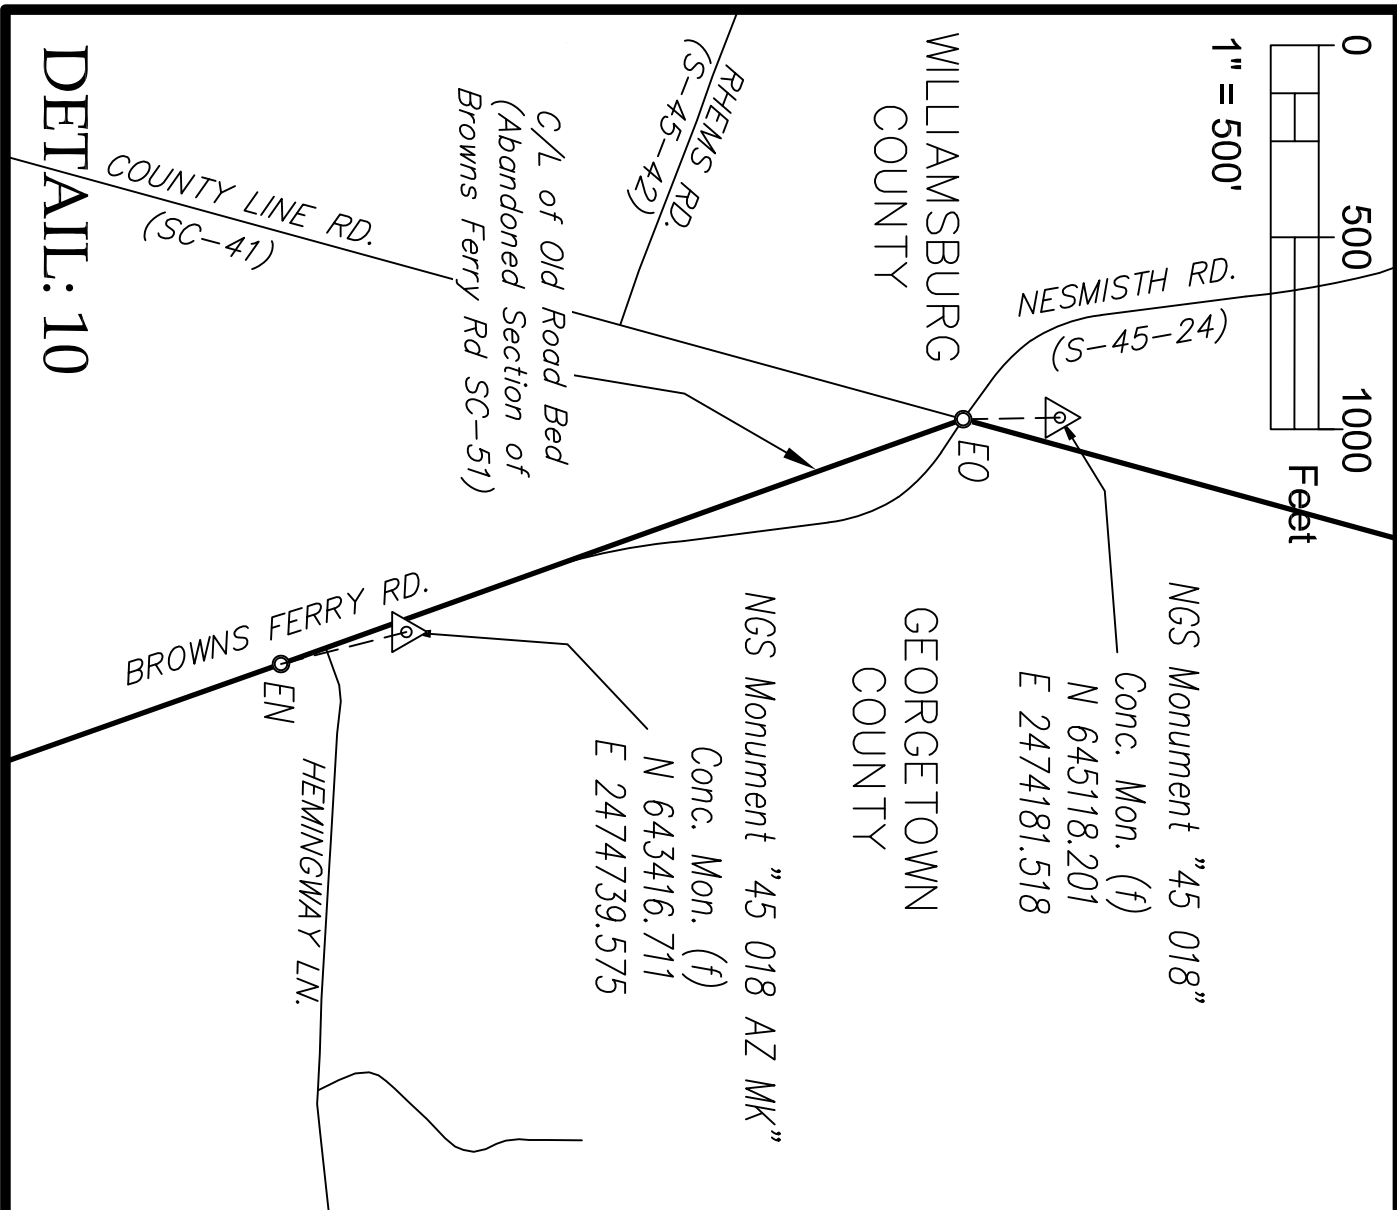 0
500
1000
Feet
1" = 500'
NESMISTH RD.
(S-45-24)
WILLIAMSBURG
COUNTY
RHEMS RD.
(S-45-42)
C/L of Old Road Bed
(Abandoned Section of
Browns Ferry Rd SC-51)
COUNTY LINE RD.
(SC-41)
EO
NGS Monument "45 018"
Conc. Mon. (f)
N 645118.201
E 2474181.518
GEORGETOWN
COUNTY
NGS Monument "45 018 AZ MK"
Conc. Mon. (f)
N 643416.711
E 2474739.575
BROWNS FERRY RD.
EN
HEMINGWAY LN.
DETAIL: 10